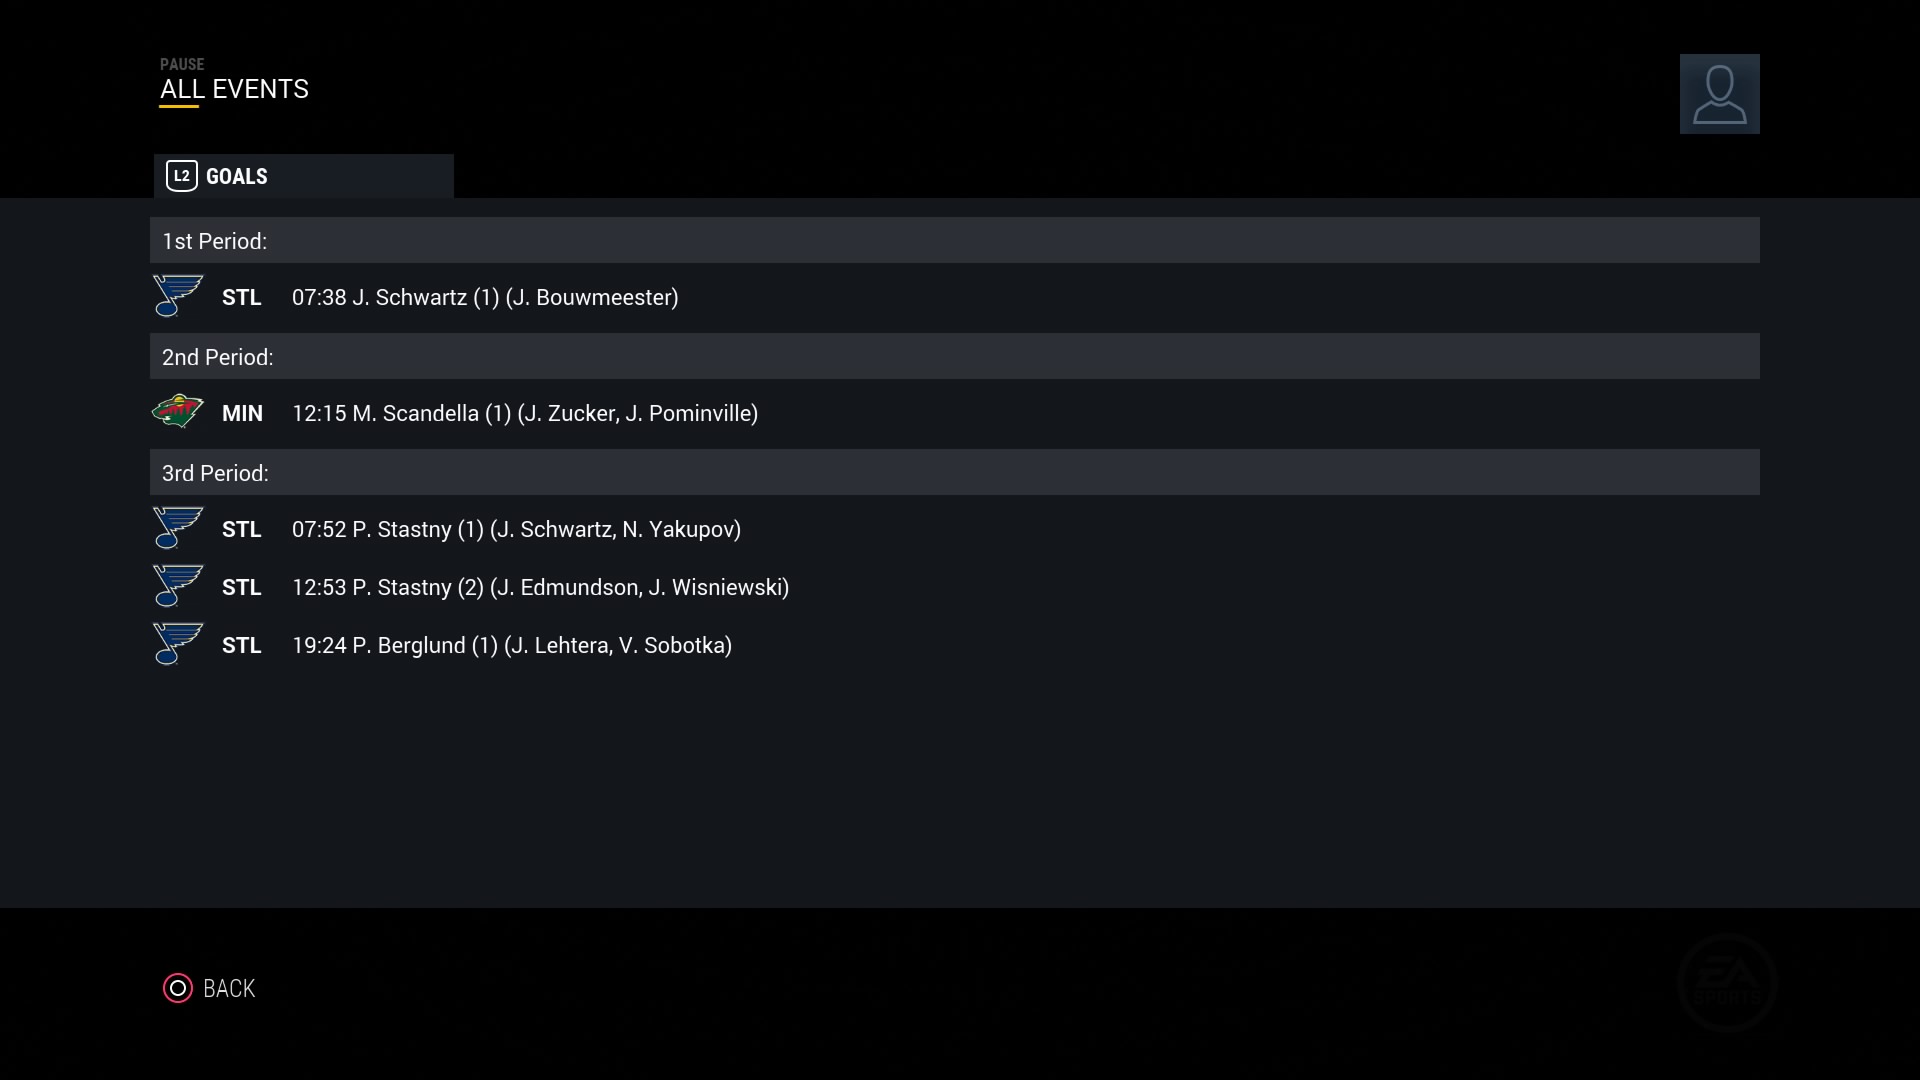 PAUSE
ALL EVENTS
L2 GOALS
1st Period:
STL 07:38 J. Schwartz (1) (J. Bouwmeester)
2nd Period:
MIN 12:15 M. Scandella (1) (J. Zucker, J. Pominville)
3rd Period:
STL 07:52 P. Stastny (1) (J. Schwartz, N. Yakupov)
STL 12:53 P. Stastny (2) (J. Edmundson, J. Wisniewski)
STL 19:24 P. Berglund (1) (J. Lehtera, V. Sobotka)
BACK
EA
SPORTS